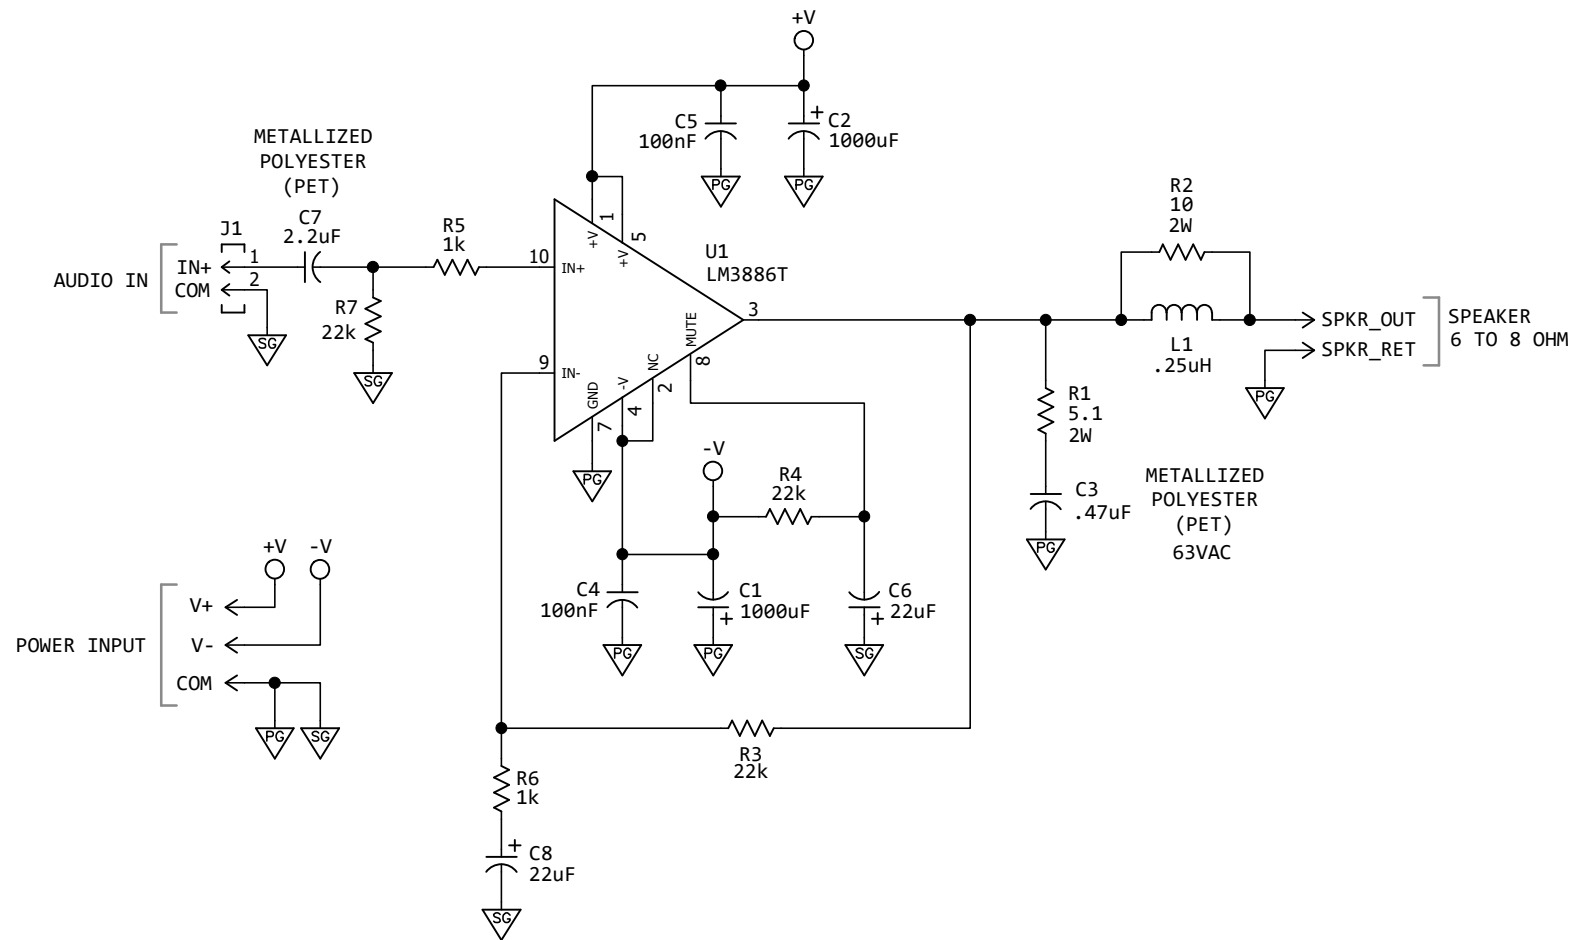 +V
C5
100nF
+
C2
1000uF
PG
PG
METALLIZED
POLYESTER
(PET)
C7
2.2uF
J1
AUDIO IN
IN+
COM
1
2
SG
R7
22k
SG
R5
1k
10
IN+
9
IN-
+V
1
+V
5
U1
LM3886T
3
MUTE
8
NC
2
-V
4
GND
7
PG
R2
10
2W
L1
.25uH
SPKR_OUT
SPKR_RET
SPEAKER
6 TO 8 OHM
PG
R1
5.1
2W
C3
.47uF
PG
METALLIZED
POLYESTER
(PET)
63VAC
-V
R4
22k
C4
100nF
PG
C1
1000uF
+
PG
C6
22uF
+
SG
+V
-V
POWER INPUT
V+
V-
COM
PG
SG
R3
22k
R6
1k
+
C8
22uF
SG